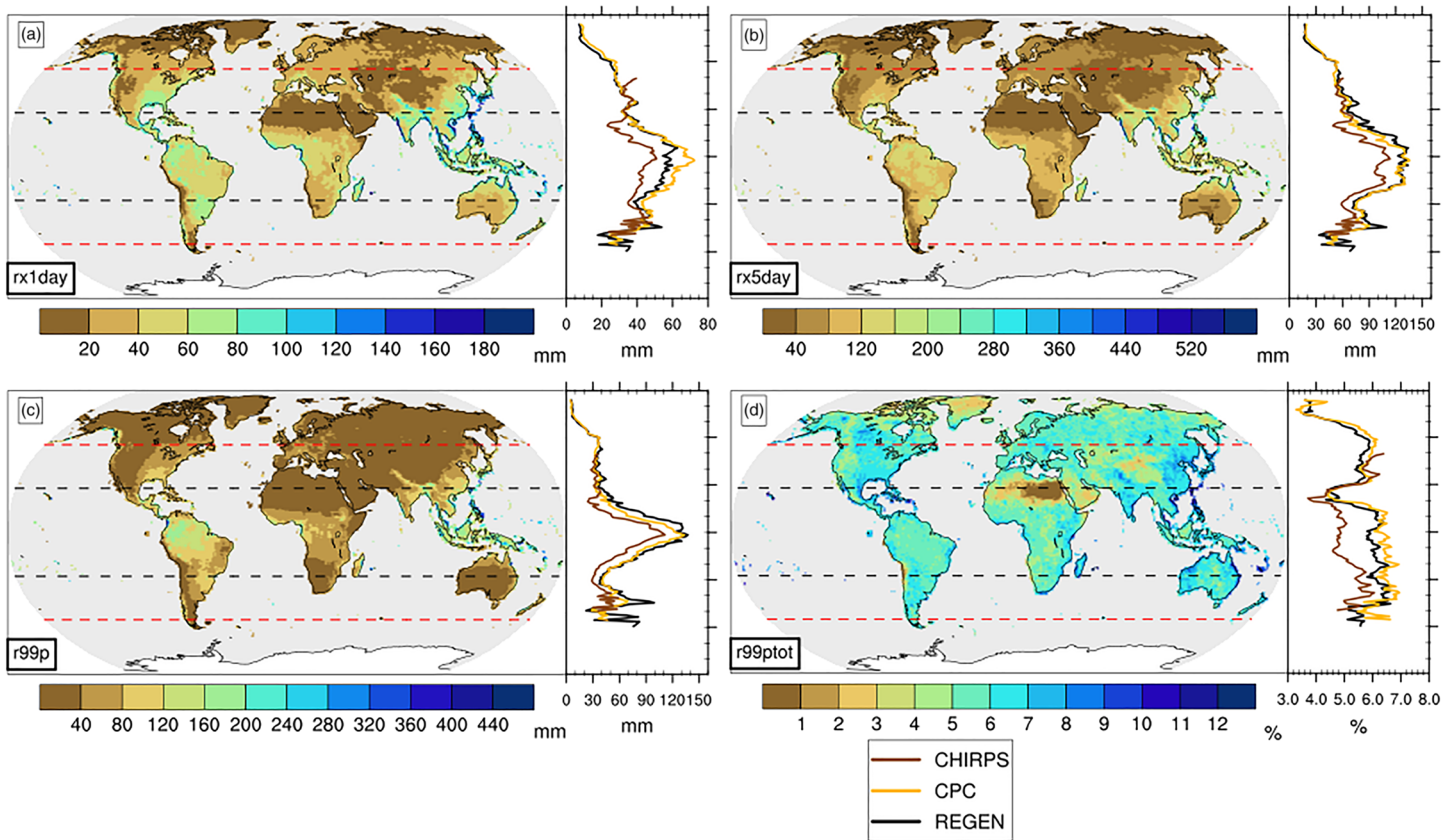 (a)
rx1day
20 40 60 80 100 120 140 160 180 mm
0 20 40 60 80
mm
(b)
rx5day
40 120 200 280 360 440 520 mm
0 30 60 90 120 150
mm
(c)
r99p
40 80 120 160 200 240 280 320 360 400 440 mm
0 30 60 90 120 150
mm
(d)
r99ptot
1 2 3 4 5 6 7 8 9 10 11 12 %
3.0 4.0 5.0 6.0 7.0 8.0
%
CHIRPS
CPC
REGEN